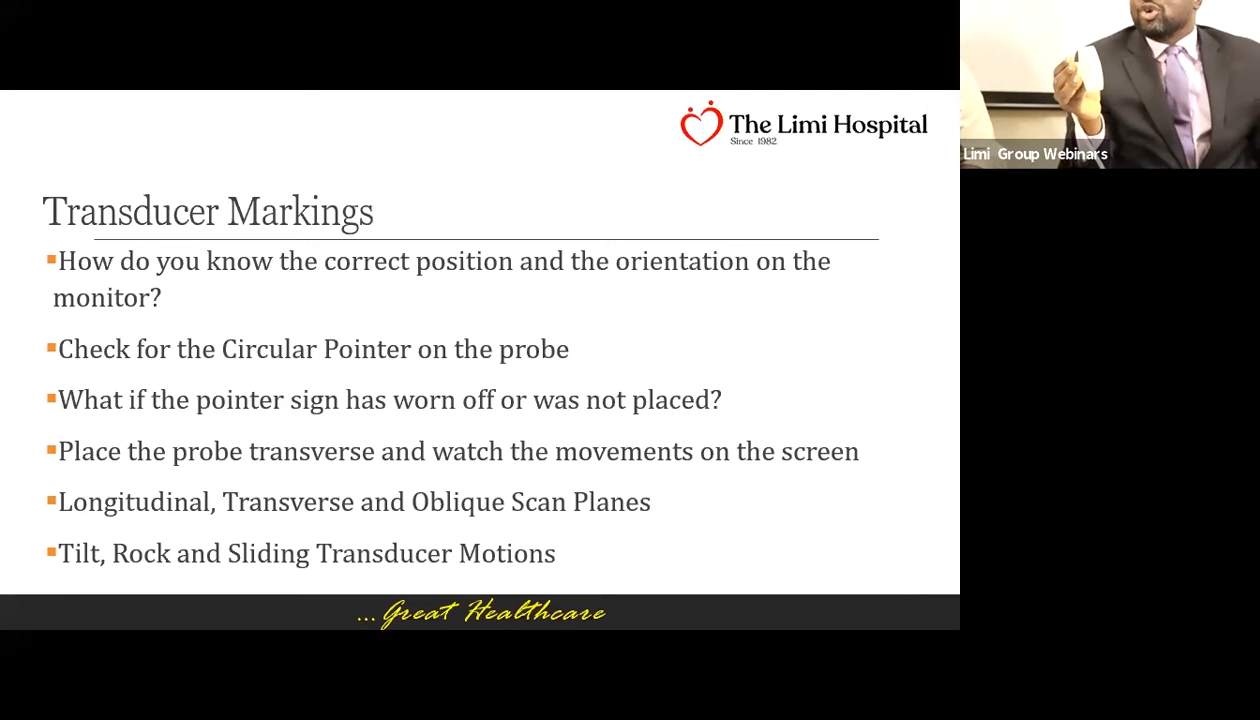 The Limi Hospital
Since 1982
Limi Group Webinars
Transducer Markings
▪How do you know the correct position and the orientation on the
monitor?
▪Check for the Circular Pointer on the probe
▪What if the pointer sign has worn off or was not placed?
▪Place the probe transverse and watch the movements on the screen
▪Longitudinal, Transverse and Oblique Scan Planes
▪Tilt, Rock and Sliding Transducer Motions
... Great Healthcare